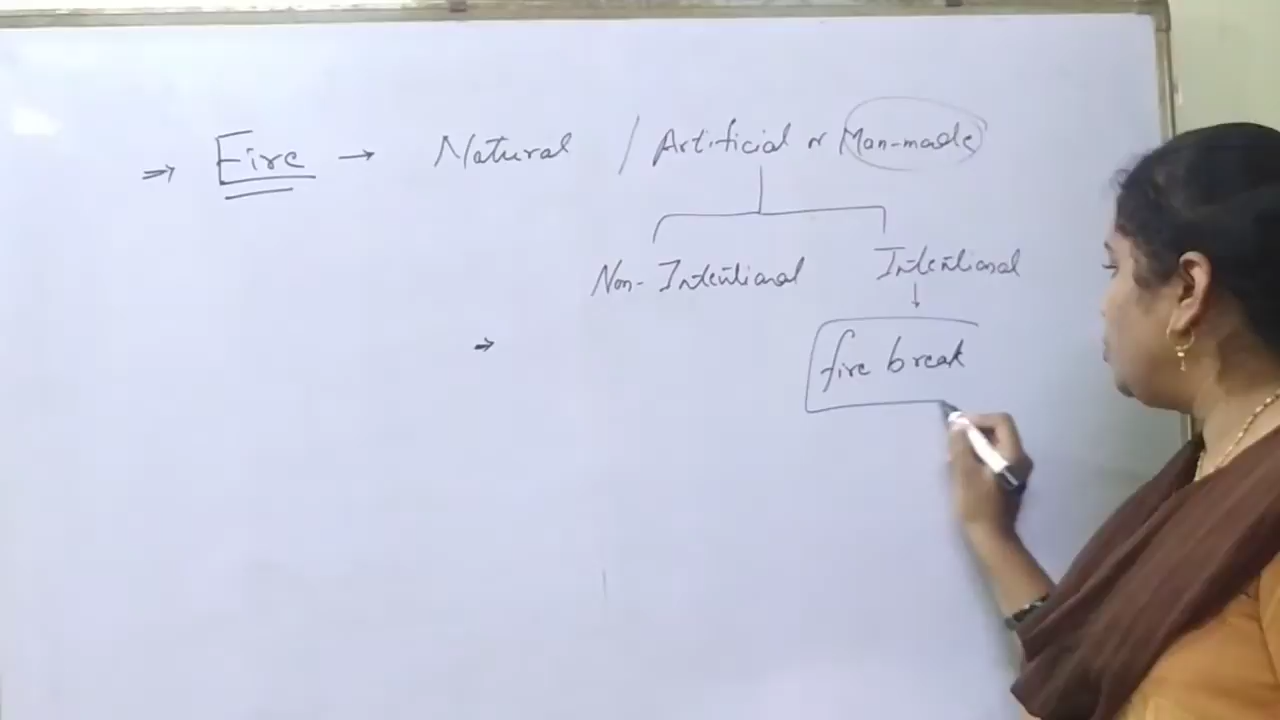 ⇒ Fire → Natural / Artificial or Man-made
Non-Intentional Intentional
fire break